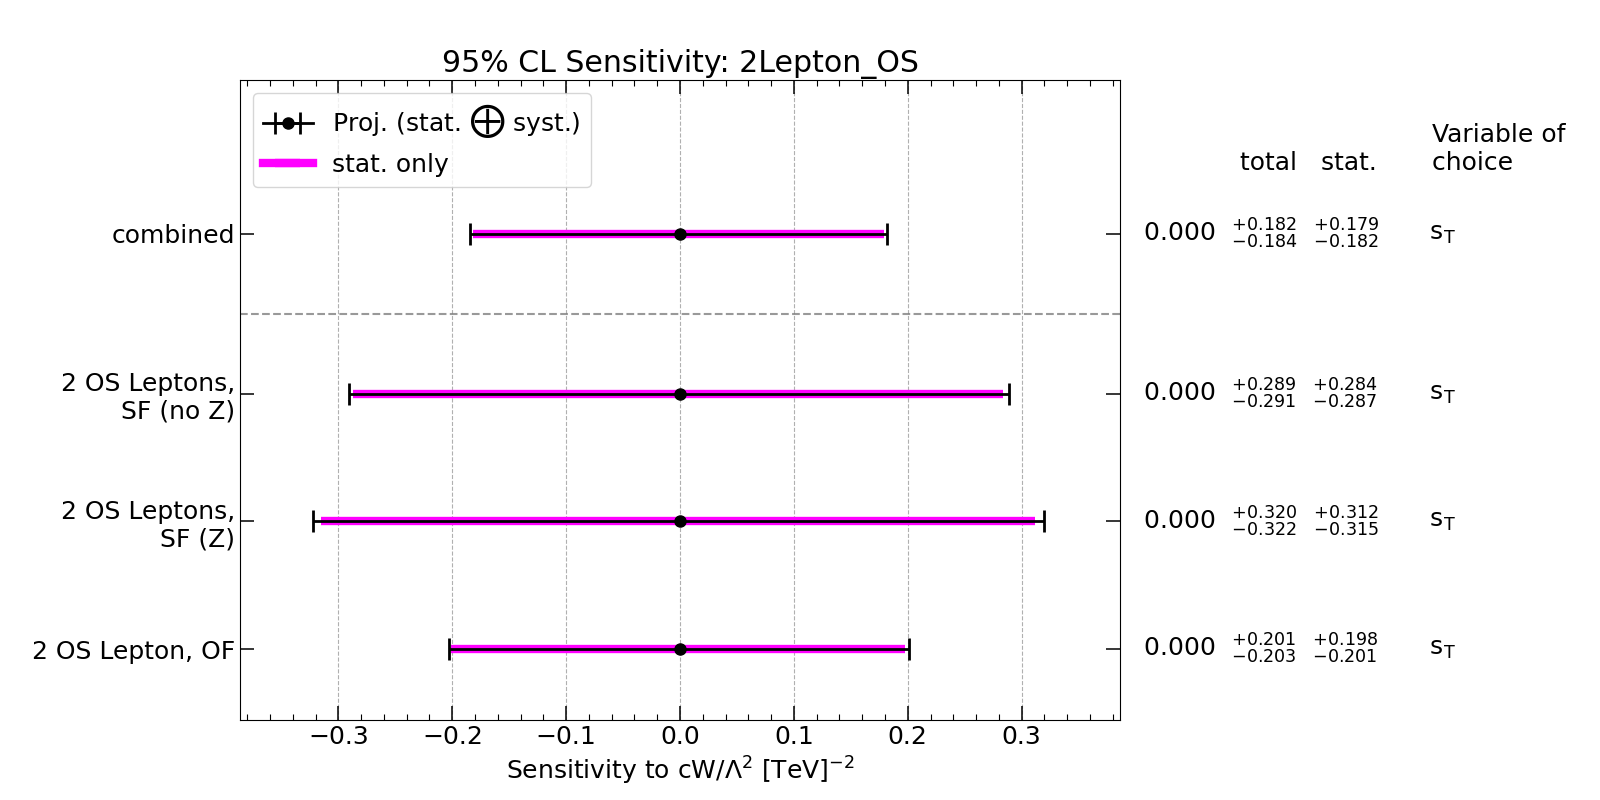 95% CL Sensitivity: 2Lepton_OS
Proj. (stat. ⊕ syst.)
stat. only
total stat. Variable of
choice
combined 0.000 +0.182 −0.184 +0.179 −0.182 sT
2 OS Leptons,
SF (no Z) 0.000 +0.289 −0.291 +0.284 −0.287 sT
2 OS Leptons,
SF (Z) 0.000 +0.320 −0.322 +0.312 −0.315 sT
2 OS Lepton, OF 0.000 +0.201 −0.203 +0.198 −0.201 sT
−0.3 −0.2 −0.1 0.0 0.1 0.2 0.3
Sensitivity to cW/Λ² [TeV]⁻²